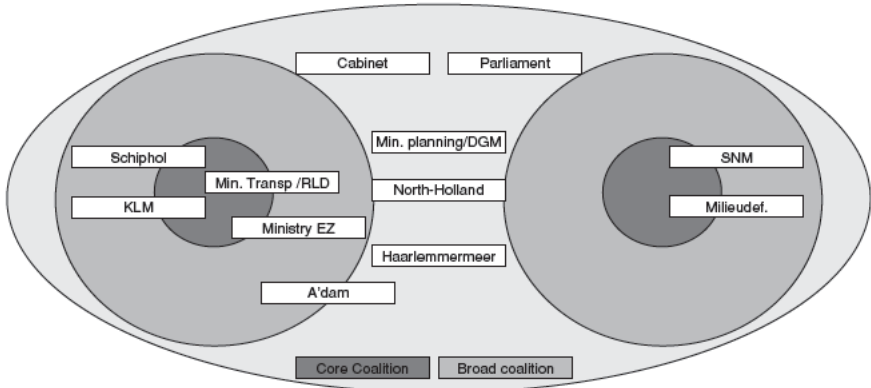 Cabinet
Parliament
Min. planning/DGM
Schiphol
SNM
Min. Transp /RLD
North-Holland
KLM
Milieudef.
Ministry EZ
Haarlemmermeer
A'dam
Core Coalition
Broad coalition